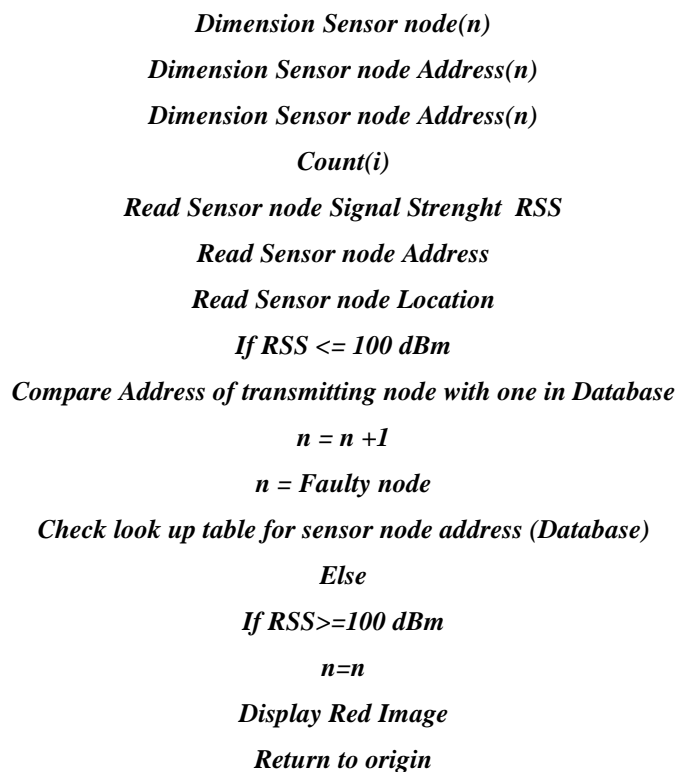 Dimension Sensor node(n)
Dimension Sensor node Address(n)
Dimension Sensor node Address(n)
Count(i)
Read Sensor node Signal Strenght RSS
Read Sensor node Address
Read Sensor node Location
If RSS <= 100 dBm
Compare Address of transmitting node with one in Database
n = n +1
n = Faulty node
Check look up table for sensor node address (Database)
Else
If RSS>=100 dBm
n=n
Display Red Image
Return to origin